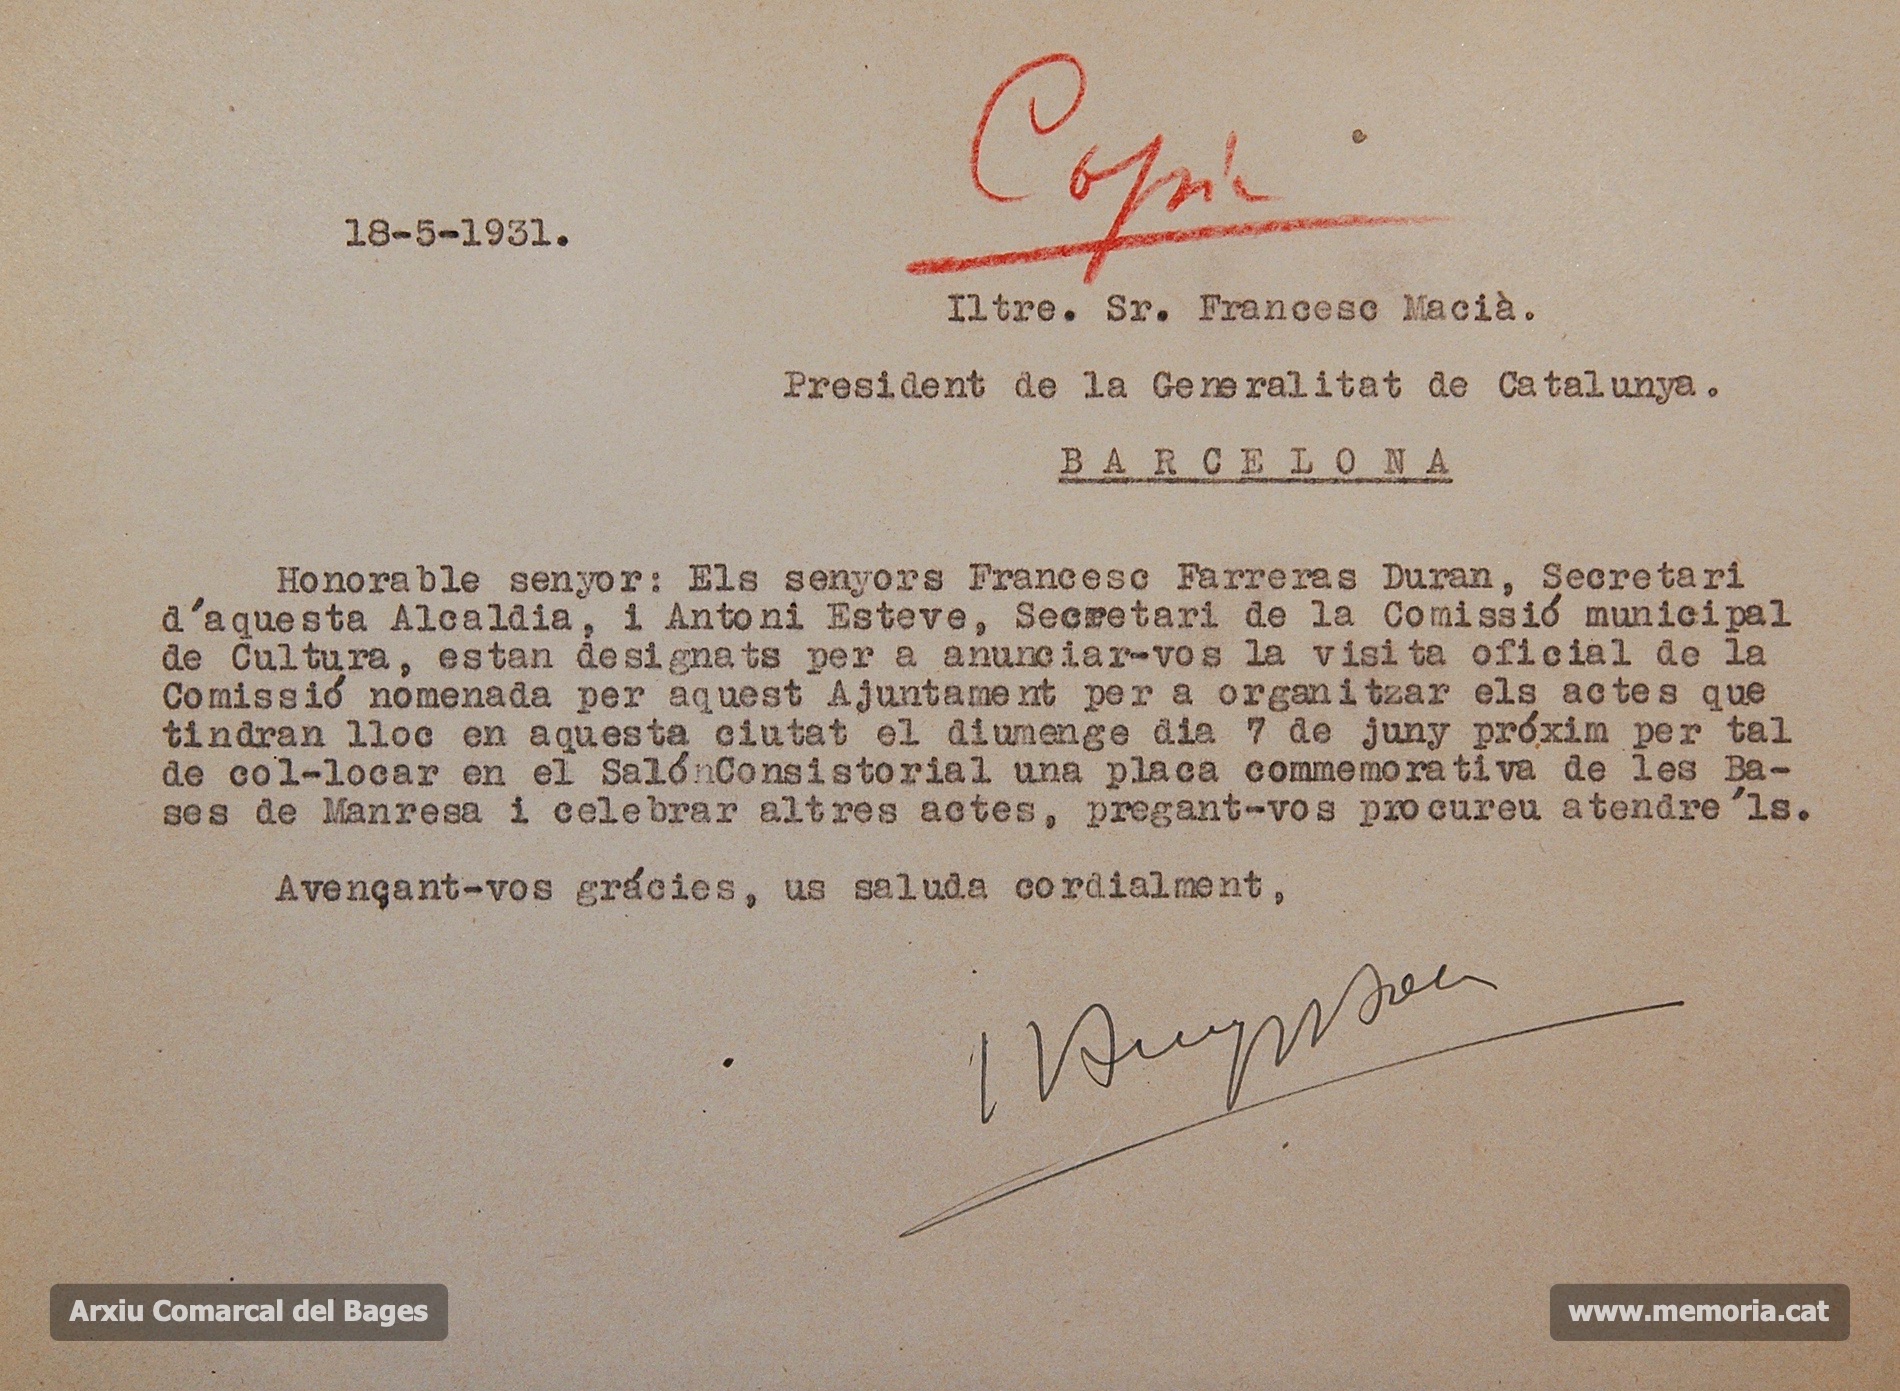 Copia
18-5-1931.
Iltre. Sr. Francesc Macià.
President de la Generalitat de Catalunya.
BARCELONA
Honorable senyor: Els senyors Francesc Farreras Duran, Secretari
d'aquesta Alcaldia, i Antoni Esteve, Secretari de la Comissió municipal
de Cultura, estan designats per a anunciar-vos la visita oficial de la
Comissió nomenada per aquest Ajuntament per a organitzar els actes que
tindran lloc en aquesta ciutat el diumenge dia 7 de juny próxim per tal
de col-locar en el SalónConsistorial una placa commemorativa de les Ba-
ses de Manresa i celebrar altres actes, pregant-vos procureu atendre'ls.
Avençant-vos grácies, us saluda cordialment,
Arxiu Comarcal del Bages
www.memoria.cat